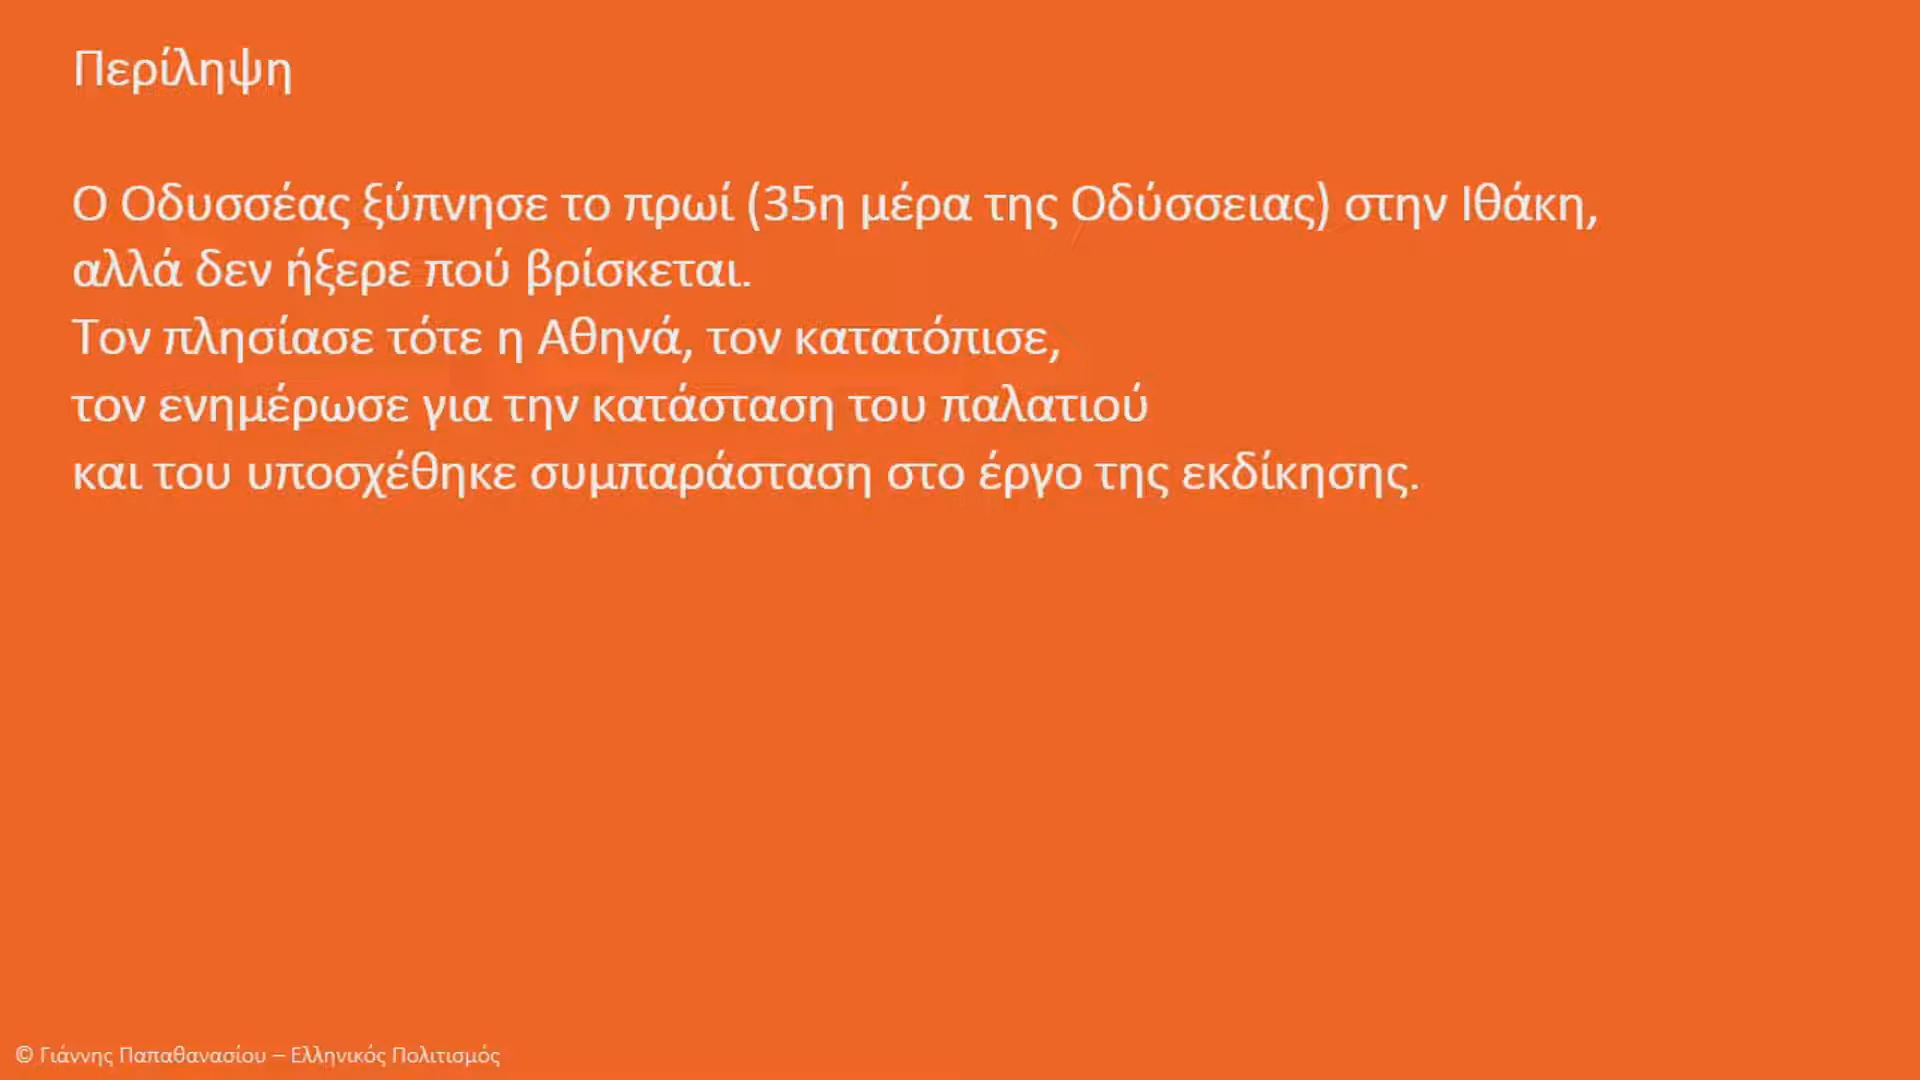 Περίληψη
Ο Οδυσσέας ξύπνησε το πρωί (35η μέρα της Οδύσσειας) στην Ιθάκη,
αλλά δεν ήξερε πού βρίσκεται.
Τον πλησίασε τότε η Αθηνά, τον κατατόπισε,
τον ενημέρωσε για την κατάσταση του παλατιού
και του υποσχέθηκε συμπαράσταση στο έργο της εκδίκησης.
© Γιάννης Παπαθανασίου – Ελληνικός Πολιτισμός